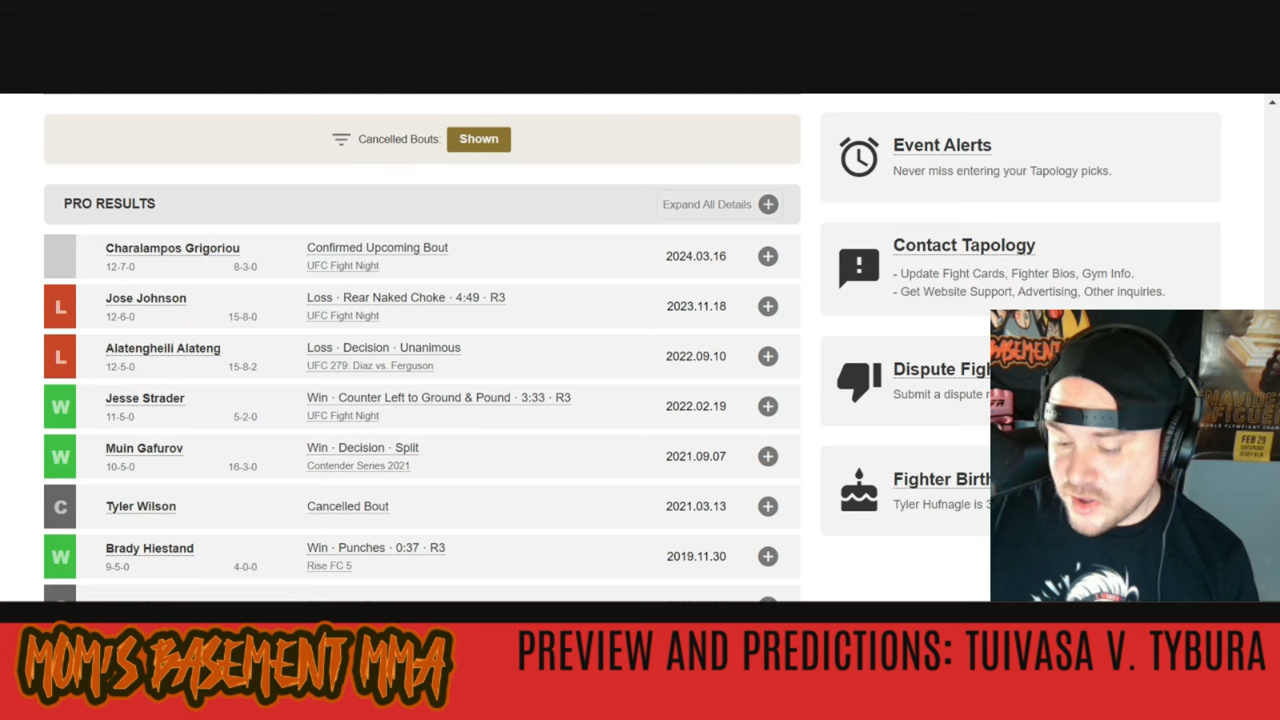 Cancelled Bouts: Shown
PRO RESULTS
Expand All Details
Charalampos Grigoriou
Confirmed Upcoming Bout
2024.03.16
12-7-0
8-3-0
UFC Fight Night
L
Jose Johnson
Loss · Rear Naked Choke · 4:49 · R3
2023.11.18
12-6-0
15-8-0
UFC Fight Night
L
Alatengheili Alateng
Loss · Decision · Unanimous
2022.09.10
12-5-0
15-8-2
UFC 279: Diaz vs. Ferguson
W
Jesse Strader
Win · Counter Left to Ground & Pound · 3:33 · R3
2022.02.19
11-5-0
5-2-0
UFC Fight Night
W
Muin Gafurov
Win · Decision · Split
2021.09.07
10-5-0
16-3-0
Contender Series 2021
C
Tyler Wilson
Cancelled Bout
2021.03.13
W
Brady Hiestand
Win · Punches · 0:37 · R3
2019.11.30
9-5-0
4-0-0
Rise FC 5
Event Alerts
Never miss entering your Tapology picks.
Contact Tapology
- Update Fight Cards, Fighter Bios, Gym Info.
- Get Website Support, Advertising, Other inquiries.
Dispute Figh
Submit a dispute
Fighter Birth
Tyler Hufnagle is 3
BASEMENT
FEB 29
MOM'S BASEMENT MMA
PREVIEW AND PREDICTIONS: TUIVASA V. TYBURA